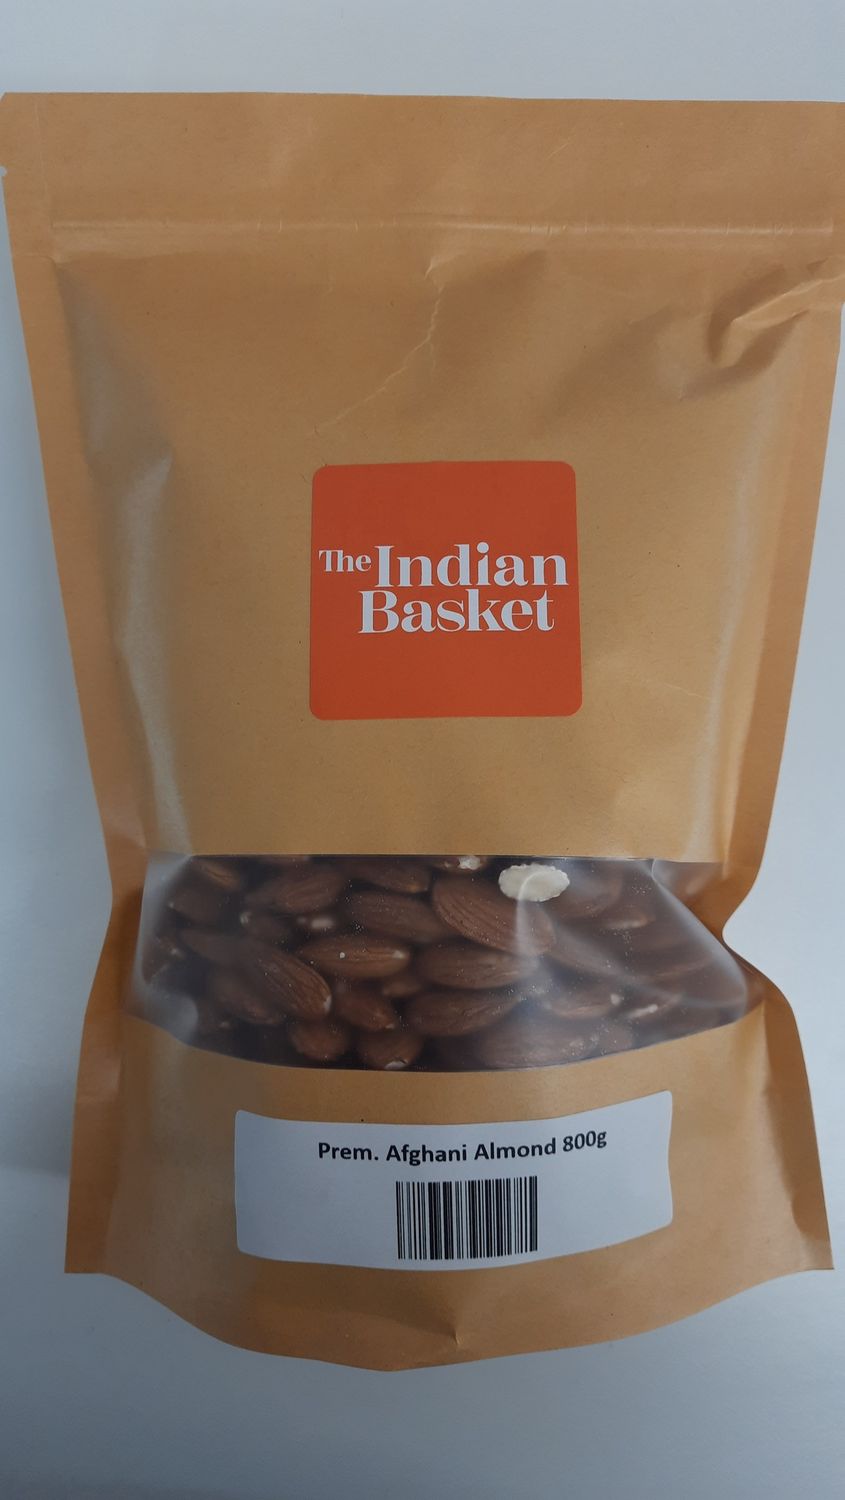 The Indian
Basket
Prem. Afghani Almond 800g